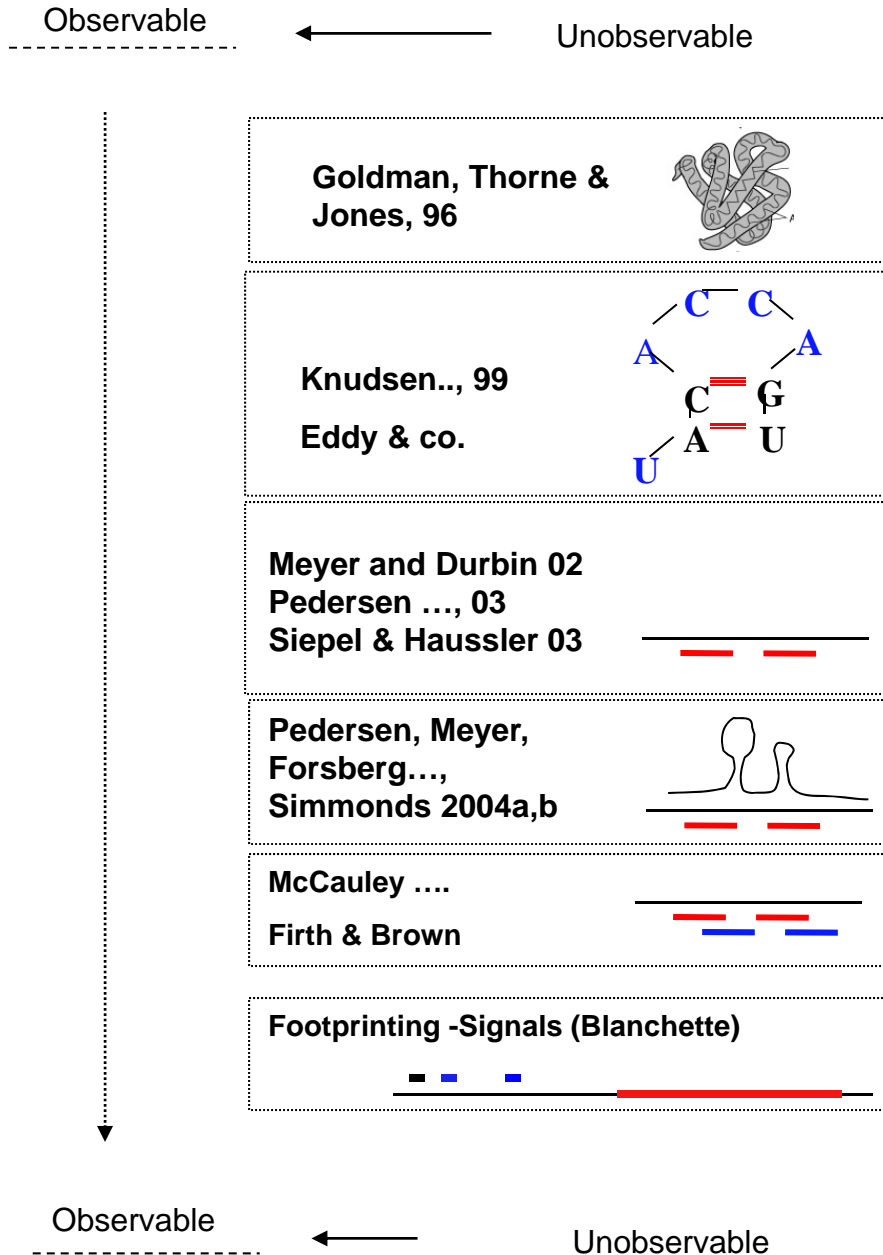 Observable
Unobservable
Goldman, Thorne &
Jones, 96
A
C C
A A
Knudsen.., 99
C G
Eddy & co.
A U
U
Meyer and Durbin 02
Pedersen …, 03
Siepel & Haussler 03
Pedersen, Meyer,
Forsberg…,
Simmonds 2004a,b
McCauley ….
Firth & Brown
Footprinting -Signals (Blanchette)
Observable
Unobservable